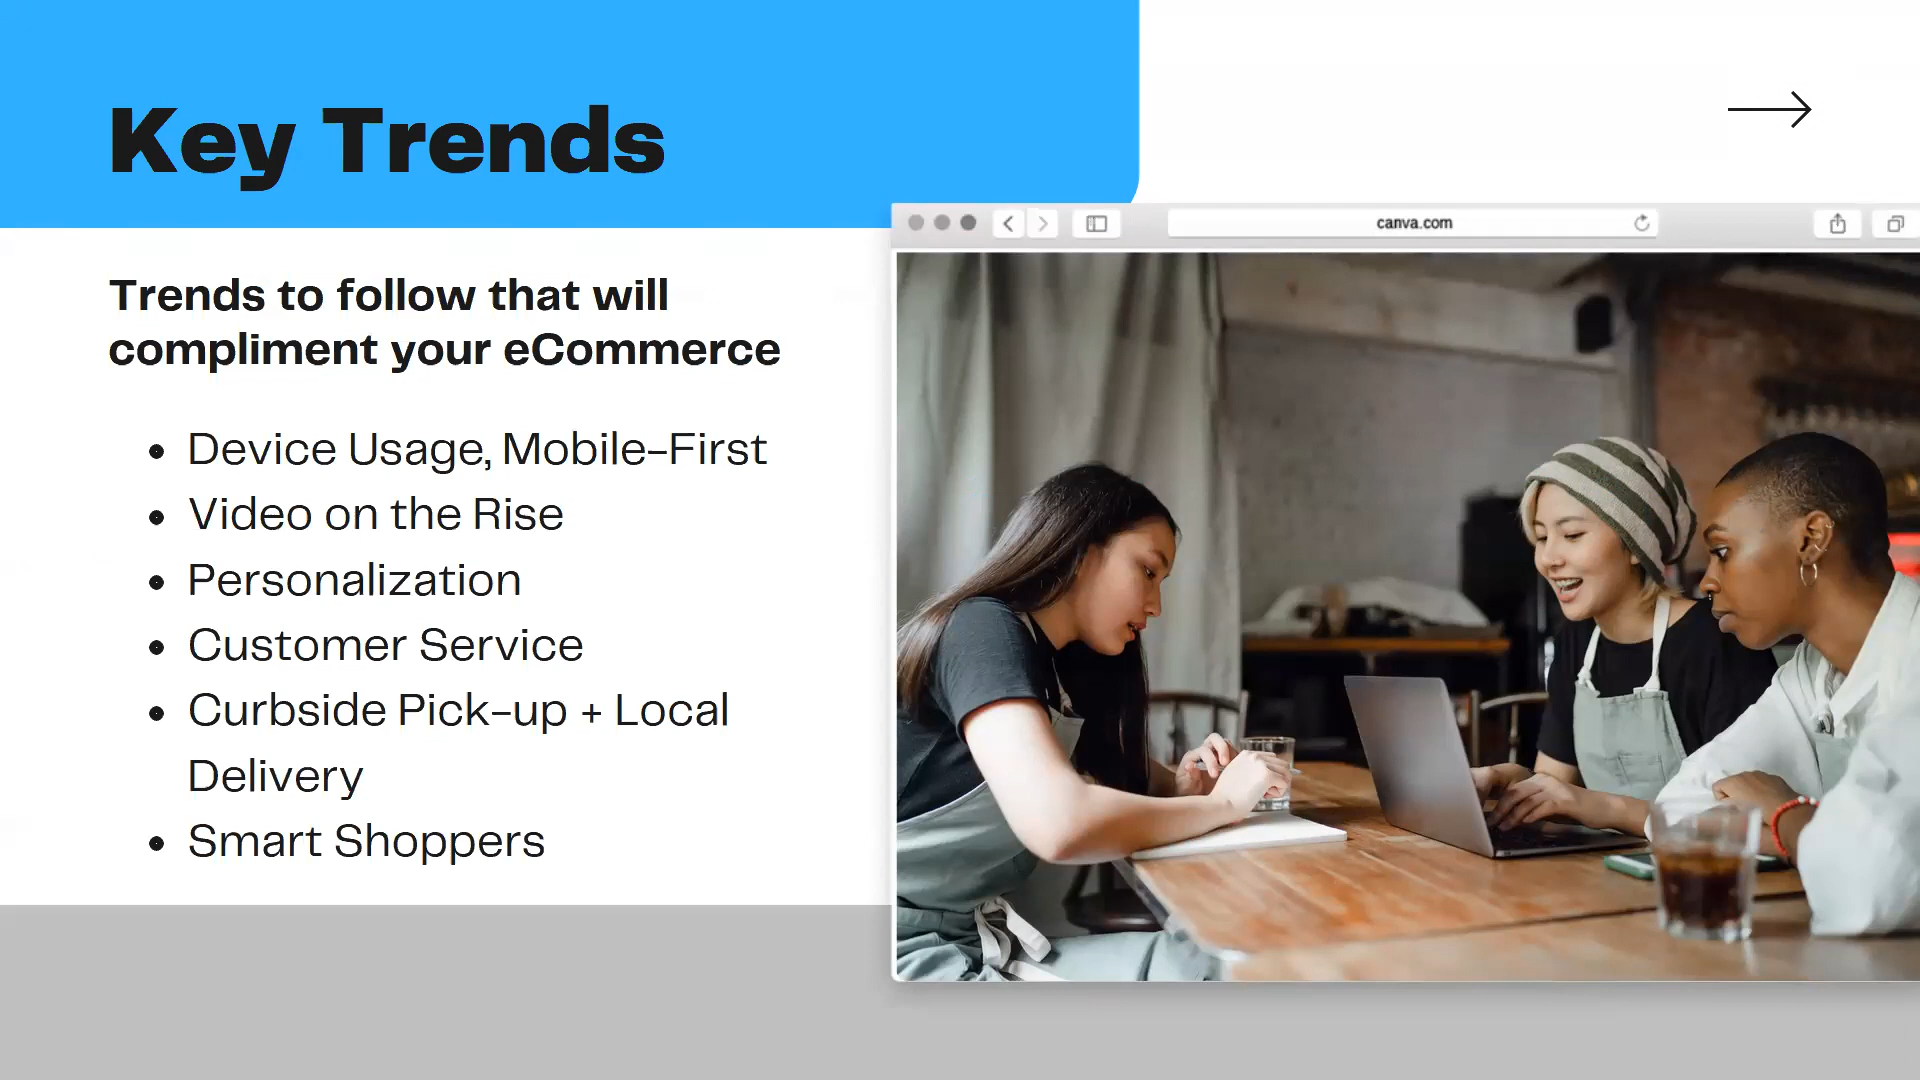 Key Trends
canva.com
Trends to follow that will
compliment your eCommerce
• Device Usage, Mobile-First
• Video on the Rise
• Personalization
• Customer Service
• Curbside Pick-up + Local
Delivery
• Smart Shoppers